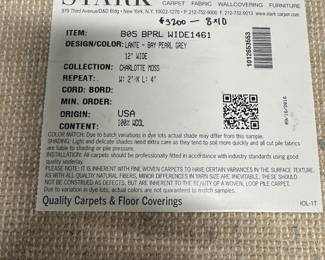 STARK
CARPET FABRIC WALLCOVERING FURNITURE
979 Third Avenue/D&D Bldg • New York, N.Y. 10022-1276 • P 212-752-9000 F 212-752-9013 www.starkcarpet.com
$3200 - 8x10
ITEM: B05 BPRL WIDE1461
DESIGN/COLOR: LANTE - BAY PEARL GREY
12" WIDE
COLLECTION: CHARLOTTE MOSS
REPEAT: W: 2"X L: 4"
CORD: BORD:
MIN. ORDER:
ORIGIN: USA
CONTENT: 100% WOOL
1012853553
09/16/2016
COLOR MATCH: Due to batch variations in dye lots actual shade may differ from this sample.
SHADING: Light and delicate shades need extra care as they tend to soil more quickly and all cut pile fabrics
are liable to shading or pile pressure.
INSTALLATION: All carpets should be professionally fitted in accordance with industry standards using good
underlay.
PLEASE NOTE: IT IS INHERENT WITH FINE WOVEN CARPETS TO HAVE CERTAIN VARIANCES IN THE SURFACE TEXTURE.
AS WITH ALL QUALITY NATURAL FIBERS, MINOR DIFFERENCES IN YARN SIZE ARE INEVITABLE. THESE SHOULD NOT
BE CONSTRUED AS DEFECTS, BUT ARE INHERENT TO THE BEAUTY OF A WOVEN, LOOP PILE CARPET.
DUE to variation in dye lots, actual colors are not guaranteed to match samples.
Quality Carpets & Floor Coverings
IOL-1T